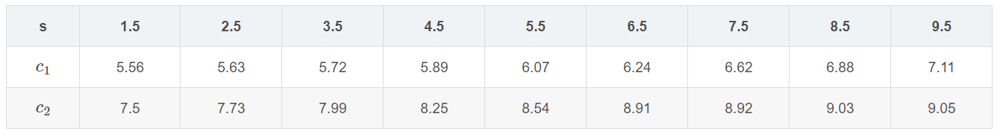 s 1.5 2.5 3.5 4.5 5.5 6.5 7.5 8.5 9.5
c₁ 5.56 5.63 5.72 5.89 6.07 6.24 6.62 6.88 7.11
c₂ 7.5 7.73 7.99 8.25 8.54 8.91 8.92 9.03 9.05